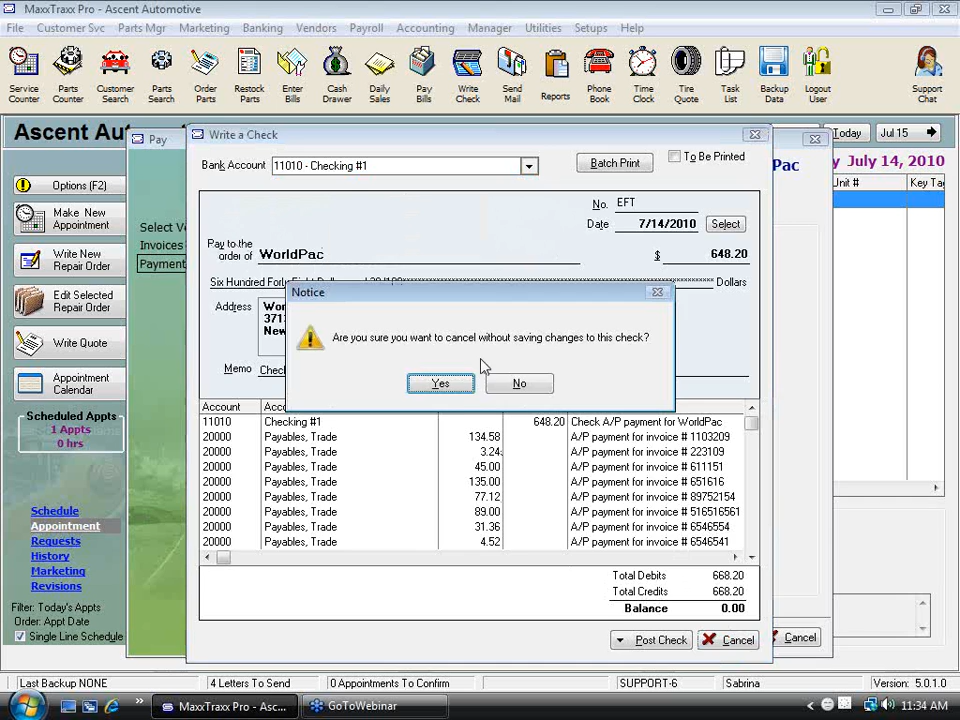 MaxxTraxx Pro - Ascent Automotive
File Customer Svc Parts Mgr Marketing Banking Vendors Payroll Accounting Manager Utilities Setups Help
Service Counter
Parts Counter
Customer Search
Parts Search
Order Parts
Restock Parts
Enter Bills
Cash Drawer
Daily Sales
Pay Bills
Write Check
Send Mail
Reports
Phone Book
Time Clock
Tire Quote
Task List
Backup Data
Logout User
Support Chat
Ascent Au
Today Jul 15
y July 14, 2010
Unit # Key Tag
Options (F2)
Make New Appointment
Write New Repair Order
Edit Selected Repair Order
Write Quote
Appointment Calendar
Scheduled Appts
1 Appts
0 hrs
Schedule
Appointment
Requests
History
Marketing
Revisions
Filter: Today's Appts
Order: Appt Date
Single Line Schedule
Pay
Select V
Invoices
Payment
Pac
Cancel
Write a Check
Bank Account 11010 - Checking #1 Batch Print To Be Printed
No. EFT
Date 7/14/2010 Select
Pay to the order of WorldPac $ 648.20
Six Hundred Dollars
Address Wor
371
New
Memo Chec
Notice
Are you sure you want to cancel without saving changes to this check?
Yes No
Account
11010 Checking #1 648.20 Check A/P payment for WorldPac
20000 Payables, Trade 134.58 A/P payment for invoice # 1103209
20000 Payables, Trade 3.24 A/P payment for invoice # 223109
20000 Payables, Trade 45.00 A/P payment for invoice # 611151
20000 Payables, Trade 135.00 A/P payment for invoice # 651616
20000 Payables, Trade 77.12 A/P payment for invoice # 89752154
20000 Payables, Trade 89.00 A/P payment for invoice # 516516561
20000 Payables, Trade 31.36 A/P payment for invoice # 6546554
20000 Payables, Trade 4.52 A/P payment for invoice # 6546541
Total Debits 668.20
Total Credits 668.20
Balance 0.00
Post Check Cancel
Last Backup NONE 4 Letters To Send 0 Appointments To Confirm SUPPORT-6 Sabrina Version: 5.0.1.0
MaxxTraxx Pro - Asc... GoToWebinar 11:34 AM